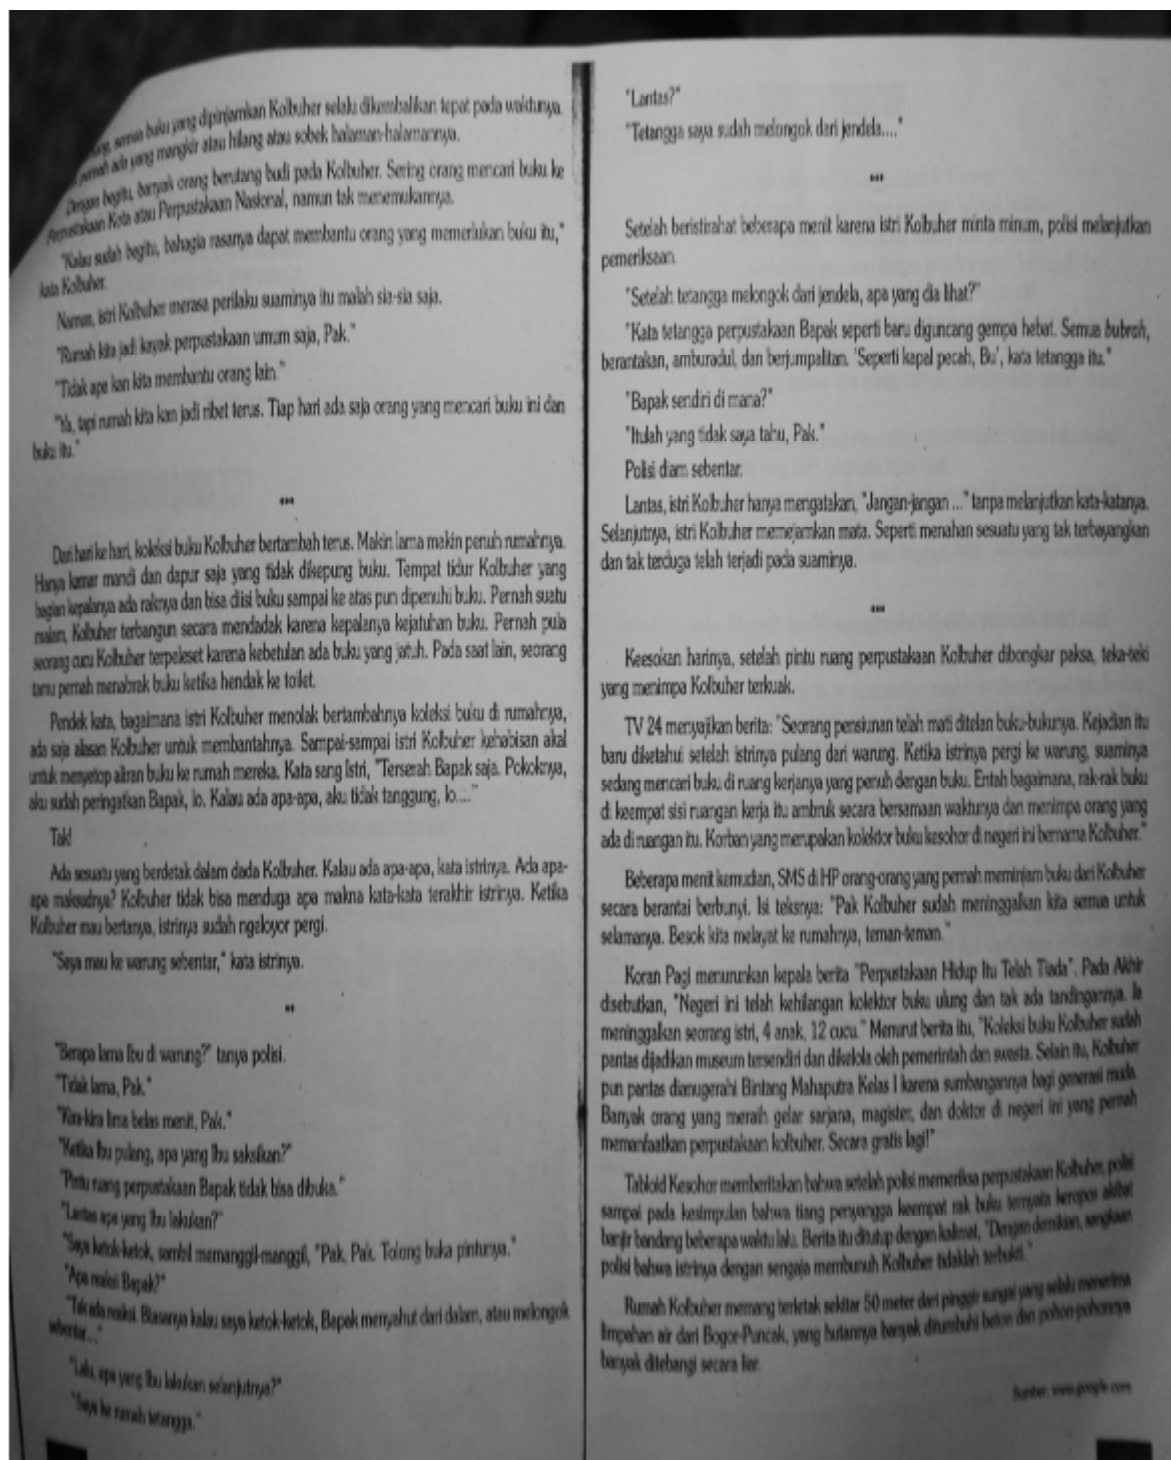 semua buku yang dipinjamkan Kolbuher selalu dikembalikan tepat pada waktunya.
pernah ada yang mangkir atau hilang atau sobek halaman-halamannya.
Dengan begitu, banyak orang berutang budi pada Kolbuher. Sering orang mencari buku ke
Perpustakaan Kota atau Perpustakaan Nasional, namun tak menemukannya.
"Kalau sudah begitu, bahagia rasanya dapat membantu orang yang memerlukan buku itu,"
kata Kolbuher.
Namun, istri Kolbuher merasa perilaku suaminya itu malah sia-sia saja.
"Rumah kita jadi kayak perpustakaan umum saja, Pak."
"Tidak apa kan kita membantu orang lain."
"Ya, tapi rumah kita kan jadi ribet terus. Tiap hari ada saja orang yang mencari buku ini dan
buku itu."
***
Dari hari ke hari, koleksi buku Kolbuher bertambah terus. Makin lama makin penuh rumahnya.
Hanya kamar mandi dan dapur saja yang tidak dikepung buku. Tempat tidur Kolbuher yang
bagian kepalanya ada raknya dan bisa diisi buku sampai ke atas pun dipenuhi buku. Pernah suatu
malam, Kolbuher terbangun secara mendadak karena kepalanya kejatuhan buku. Pernah pula
seorang cucu Kolbuher terpeleset karena kebetulan ada buku yang jatuh. Pada saat lain, seorang
tamu pernah menabrak buku ketika hendak ke toilet.
Pendek kata, bagaimana istri Kolbuher menolak bertambahnya koleksi buku di rumahnya,
ada saja alasan Kolbuher untuk membantahnya. Sampai-sampai istri Kolbuher kehabisan akal
untuk menyetop aliran buku ke rumah mereka. Kata sang Istri, "Terserah Bapak saja. Pokoknya,
aku sudah peringatkan Bapak, lo. Kalau ada apa-apa, aku tidak tanggung, lo...."
Tak!
Ada sesuatu yang berdetak dalam dada Kolbuher. Kalau ada apa-apa, kata istrinya. Ada apa-
apa maksudnya? Kolbuher tidak bisa menduga apa makna kata-kata terakhir istrinya. Ketika
Kolbuher mau bertanya, istrinya sudah ngeloyor pergi.
"Saya mau ke warung sebentar," kata istrinya.
**
"Berapa lama Ibu di warung?" tanya polisi.
"Tidak lama, Pak."
"Kira-kira lima belas menit, Pak."
"Ketika Ibu pulang, apa yang Ibu saksikan?"
"Pintu ruang perpustakaan Bapak tidak bisa dibuka."
"Lantas apa yang Ibu lakukan?"
"Saya ketok-ketok, sambil memanggil-manggil, "Pak, Pak. Tolong buka pintunya."
"Apa reaksi Bapak?"
"Tak ada reaksi. Biasanya kalau saya ketok-ketok, Bapak menyahut dari dalam, atau melongok
sebentar..."
"Lalu, apa yang Ibu lakukan selanjutnya?"
"Saya ke rumah tetangga."
"Lantas?"
"Tetangga saya sudah melongok dari jendela...."
***
Setelah beristirahat beberapa menit karena istri Kolbuher minta minum, polisi melanjutkan
pemeriksaan.
"Setelah tetangga melongok dari jendela, apa yang dia lihat?"
"Kata tetangga perpustakaan Bapak seperti baru diguncang gempa hebat. Semua bubrah,
berantakan, amburadul, dan berjumpalitan. 'Seperti kapal pecah, Bu', kata tetangga itu."
"Bapak sendiri di mana?"
"Itulah yang tidak saya tahu, Pak."
Polisi diam sebentar.
Lantas, istri Kolbuher hanya mengatakan, "Jangan-jangan ..." tanpa melanjutkan kata-katanya.
Selanjutnya, istri Kolbuher memejamkan mata. Seperti menahan sesuatu yang tak terbayangkan
dan tak terduga telah terjadi pada suaminya.
***
Keesokan harinya, setelah pintu ruang perpustakaan Kolbuher dibongkar paksa, teka-teki
yang menimpa Kolbuher terkuak.
TV 24 menyajikan berita: "Seorang pensiunan telah mati ditelan buku-bukunya. Kejadian itu
baru diketahui setelah istrinya pulang dari warung. Ketika istrinya pergi ke warung, suaminya
sedang mencari buku di ruang kerjanya yang penuh dengan buku. Entah bagaimana, rak-rak buku
di keempat sisi ruangan kerja itu ambruk secara bersamaan waktunya dan menimpa orang yang
ada di ruangan itu. Korban yang merupakan kolektor buku kesohor di negeri ini bernama Kolbuher."
Beberapa menit kemudian, SMS di HP orang-orang yang pernah meminjam buku dari Kolbuher
secara berantai berbunyi. Isi teksnya: "Pak Kolbuher sudah meninggalkan kita semua untuk
selamanya. Besok kita melayat ke rumahnya, teman-teman."
Koran Pagi menurunkan kepala berita "Perpustakaan Hidup Itu Telah Tiada". Pada Akhir
disebutkan, "Negeri ini telah kehilangan kolektor buku ulung dan tak ada tandingannya. Ia
meninggalkan seorang istri, 4 anak, 12 cucu." Menurut berita itu, "Koleksi buku Kolbuher sudah
pantas dijadikan museum tersendiri dan dikelola oleh pemerintah dan swasta. Selain itu, Kolbuher
pun pantas dianugerahi Bintang Mahaputra Kelas I karena sumbangannya bagi generasi muda.
Banyak orang yang meraih gelar sarjana, magister, dan doktor di negeri ini yang pernah
memanfaatkan perpustakaan kolbuher. Secara gratis lagi!"
Tabloid Kesohor memberitakan bahwa setelah polisi memeriksa perpustakaan Kolbuher, polisi
sampai pada kesimpulan bahwa tiang penyangga keempat rak buku ternyata keropos akibat
banjir bandang beberapa waktu lalu. Berita itu ditutup dengan kalimat, "Dengan demikian, sangkaan
polisi bahwa istrinya dengan sengaja membunuh Kolbuher tidaklah terbukti."
Rumah Kolbuher memang terletak sekitar 50 meter dari pinggir sungai yang selalu menerima
limpahan air dari Bogor-Puncak, yang hutannya banyak ditumbuhi beton dan pohon-pohonnya
banyak ditebangi secara liar.
Sumber: www.google.com